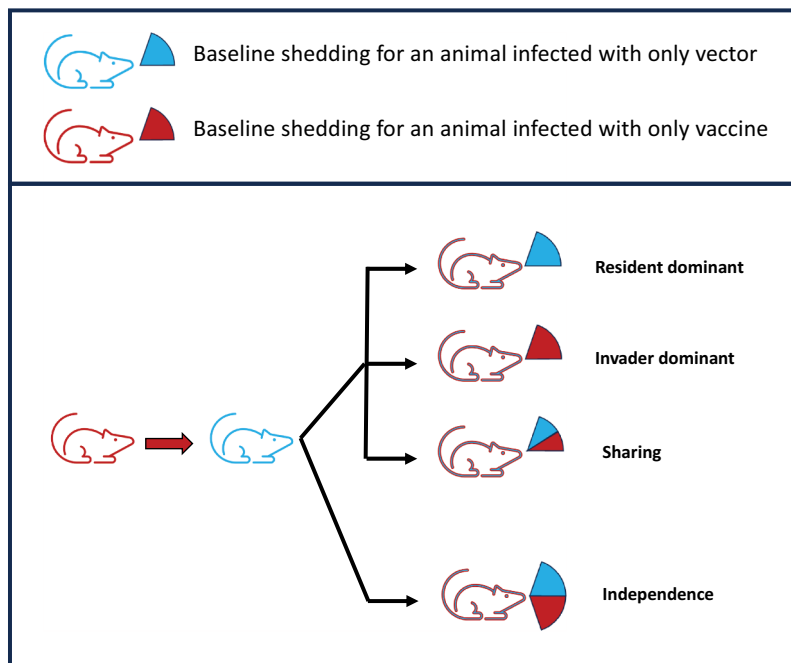 Baseline shedding for an animal infected with only vector
Baseline shedding for an animal infected with only vaccine
Resident dominant
Invader dominant
Sharing
Independence